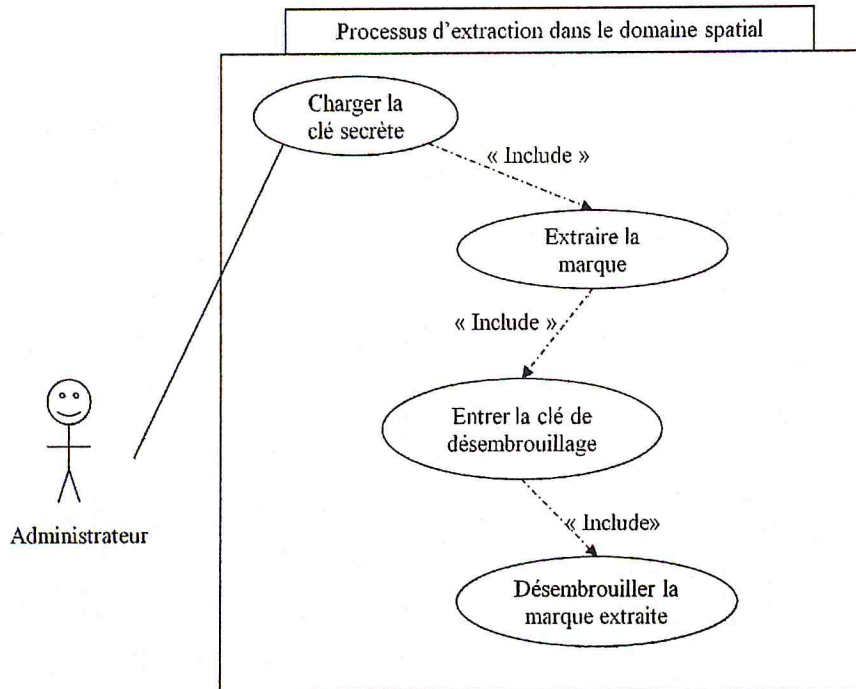 Processus d'extraction dans le domaine spatial
Charger la
clé secrète
« Include »
Extraire la
marque
« Include »
Entrer la clé de
désembrouillage
« Include»
Administrateur
Désembrouiller la
marque extraite